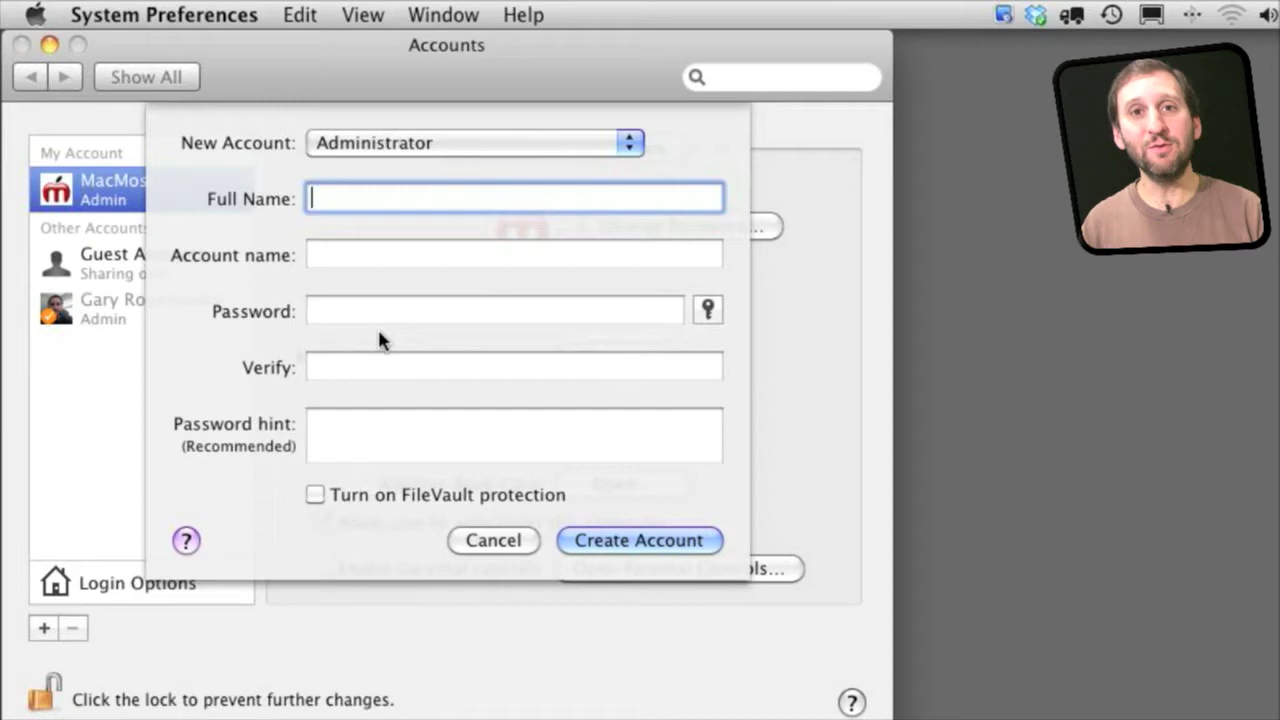 System Preferences Edit View Window Help
Accounts
Show All
New Account: Administrator
My Account
MacMos
Admin
Full Name:
Other Accounts
Guest A
Sharing o
Account name:
Gary Ro
Admin
Password:
Verify:
Password hint:
(Recommended)
Turn on FileVault protection
? Cancel Create Account
ls...
Login Options
+ −
Click the lock to prevent further changes.
?